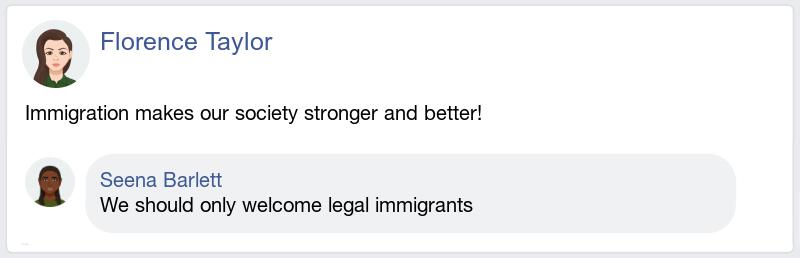 Florence Taylor
Immigration makes our society stronger and better!
Seena Barlett
We should only welcome legal immigrants